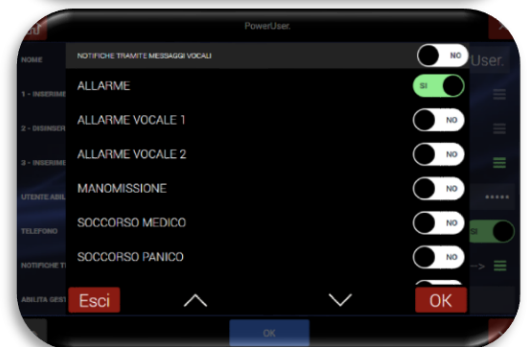 PowerUser.
NOME
User.
NOTIFICHE TRAMITE MESSAGGI VOCALI NO
ALLARME SI
1 - INSERIME
ALLARME VOCALE 1 NO
2 - DISINSER
ALLARME VOCALE 2 NO
3 - INSERIME
MANOMISSIONE NO
UTENTE ABIL
*****
SOCCORSO MEDICO NO
TELEFONO
SI
SOCCORSO PANICO NO
NOTIFICHE T
-->
ABILITA GEST
Esci OK
OK